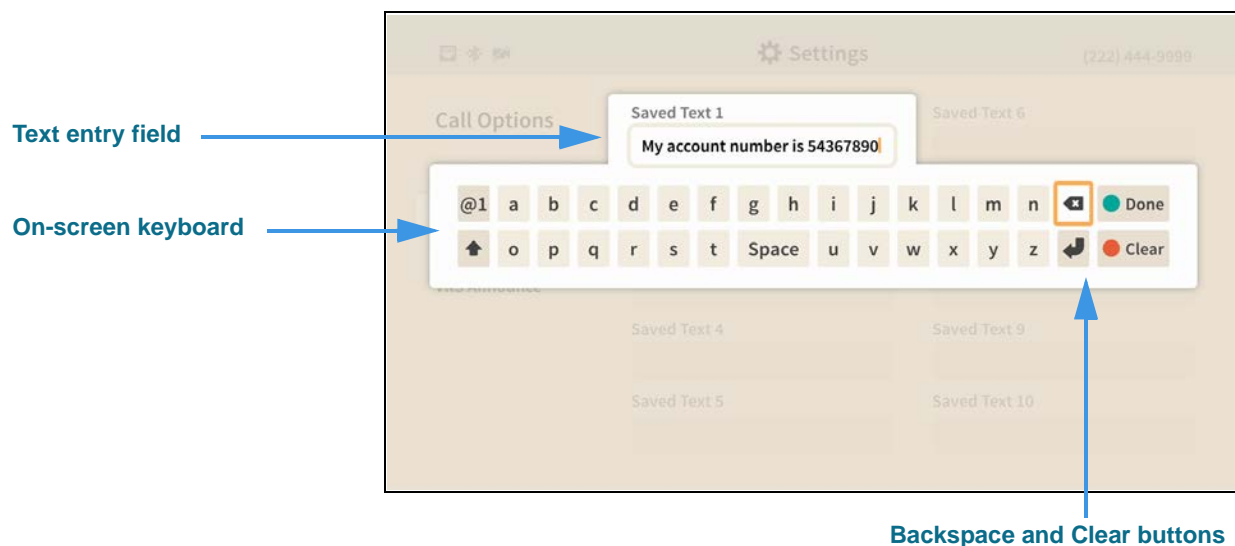 Settings
(222) 444-9999
Call Options
Saved Text 1
Saved Text 6
Text entry field
My account number is 54367890
@1 a b c d e f g h i j k l m n Done
On-screen keyboard
o p q r s t Space u v w x y z Clear
VRS Announce
Saved Text 4
Saved Text 9
Saved Text 5
Saved Text 10
Backspace and Clear buttons